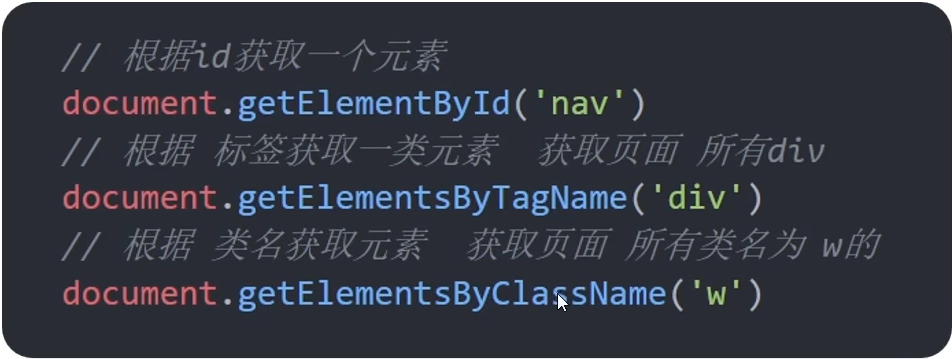 // 根据id获取一个元素
document.getElementById('nav')
// 根据 标签获取一类元素  获取页面 所有div
document.getElementsByTagName('div')
// 根据 类名获取元素  获取页面 所有类名为 w的
document.getElementsByClassName('w')